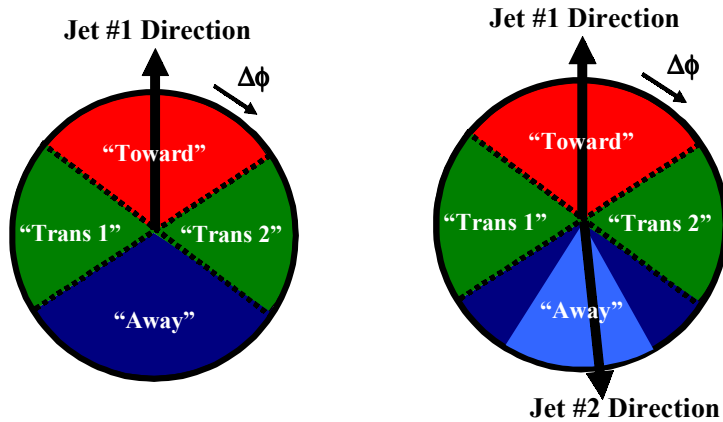 Jet #1 Direction
Δϕ
“Toward”
“Trans 1”
“Trans 2”
“Away”
Jet #1 Direction
Δϕ
“Toward”
“Trans 1”
“Trans 2”
“Away”
Jet #2 Direction